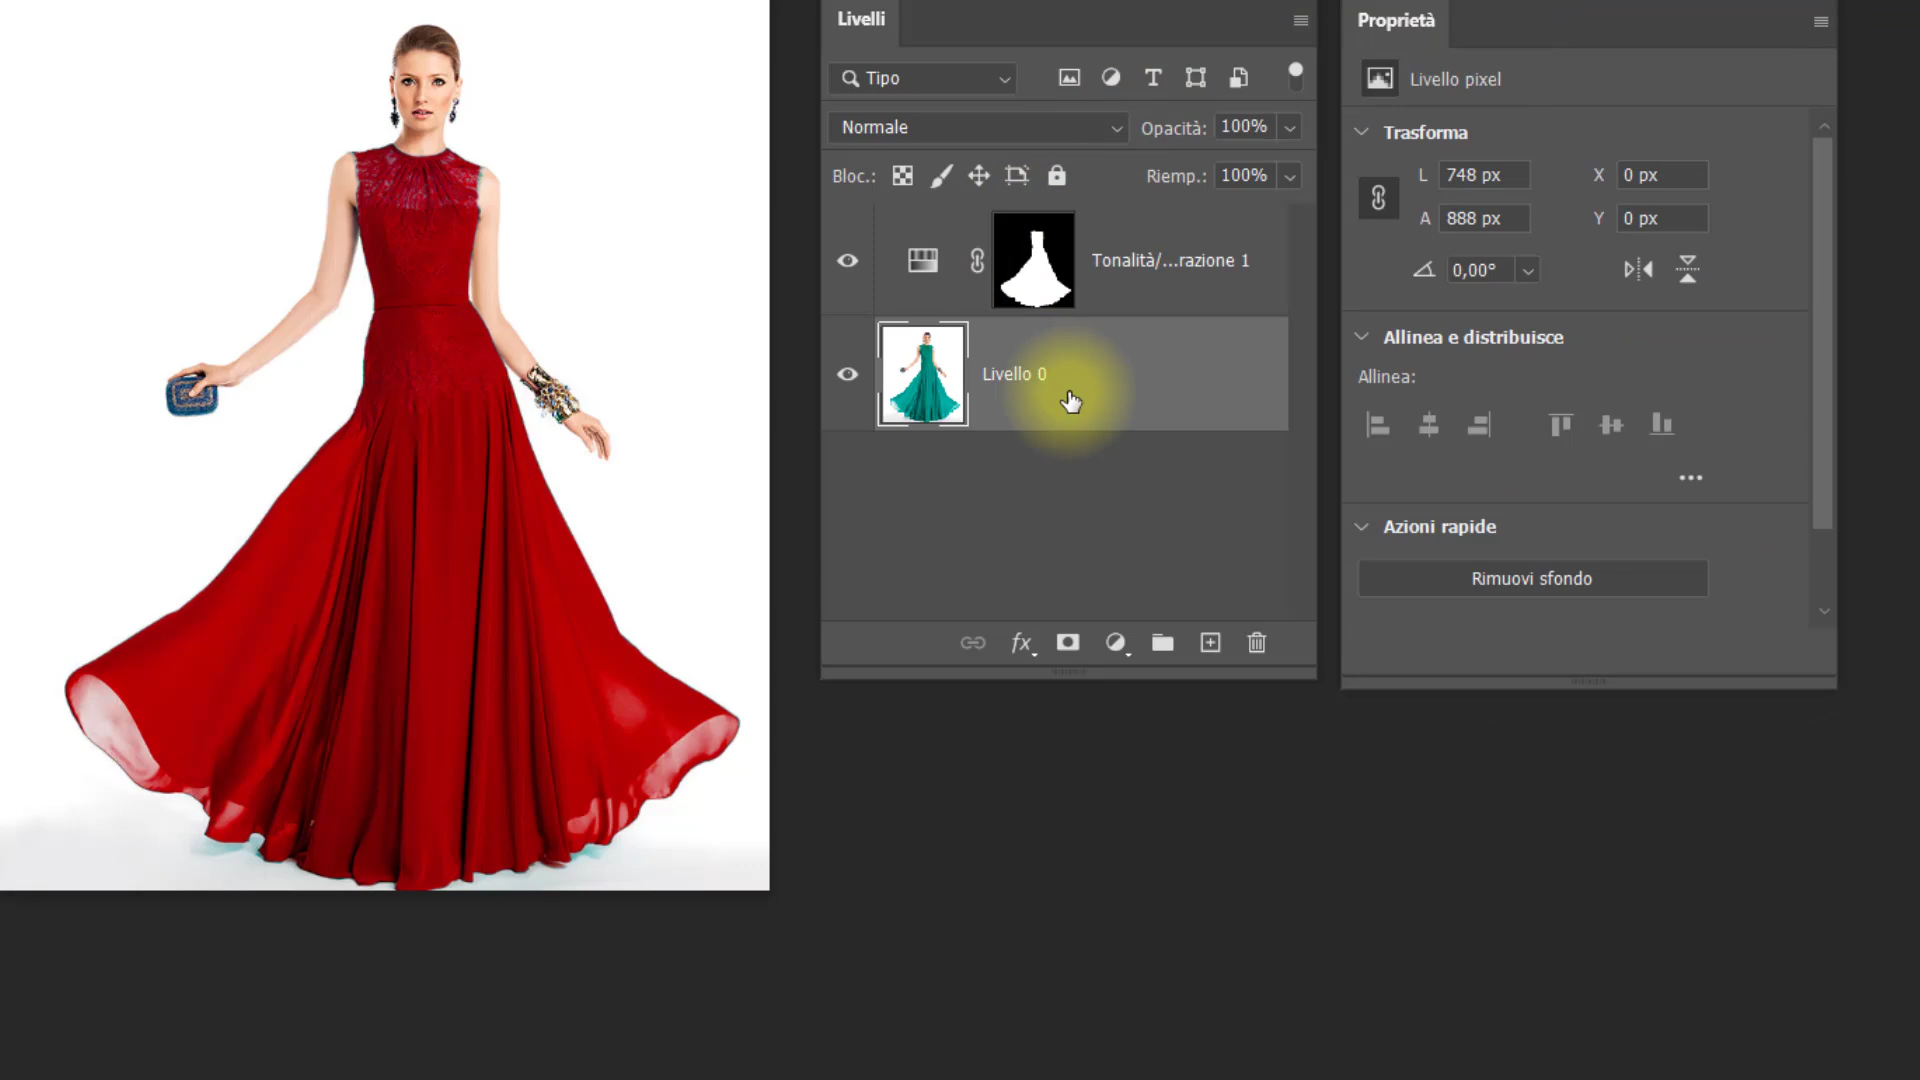 Livelli
Tipo
Normale
Opacità: 100%
Bloc.:
Riemp.: 100%
Tonalità/...razione 1
Livello 0
fx
Proprietà
Livello pixel
Trasforma
L 748 px X 0 px
A 888 px Y 0 px
0,00°
Allinea e distribuisce
Allinea:
Azioni rapide
Rimuovi sfondo